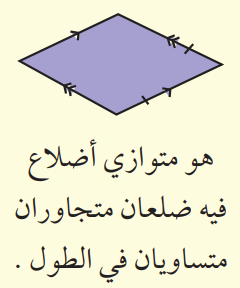 هو متوازي أضلاع
فيه ضلعان متجاوران
متساويان في الطول .